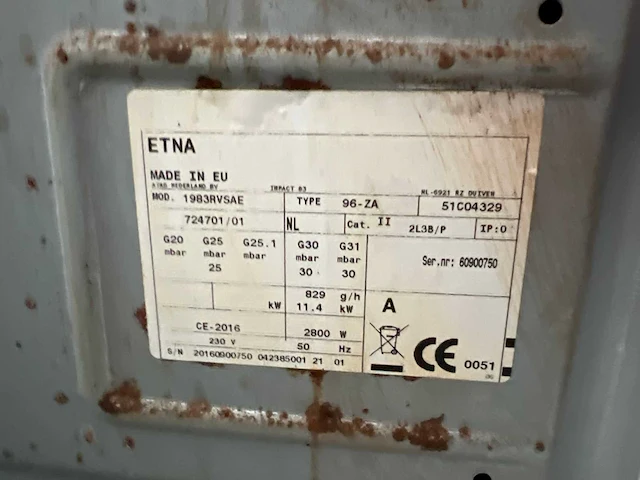 ETNA
MADE IN EU
ATAG NEDERLAND BV IMPACT 83 NL-6921 RZ DUIVEN
MOD. 1983RVSAE TYPE 96-ZA 51C04329
724701/01 NL Cat. II 2L3B/P IP:0
G20 G25 G25.1 G30 G31
mbar mbar mbar mbar mbar
25 30 30
Ser.nr: 60900750
829 g/h
kW 11.4 kW
A
CE-2016 2800 W
230 V 50 Hz
CE 0051
S/N 20160900750 042385001 21 01